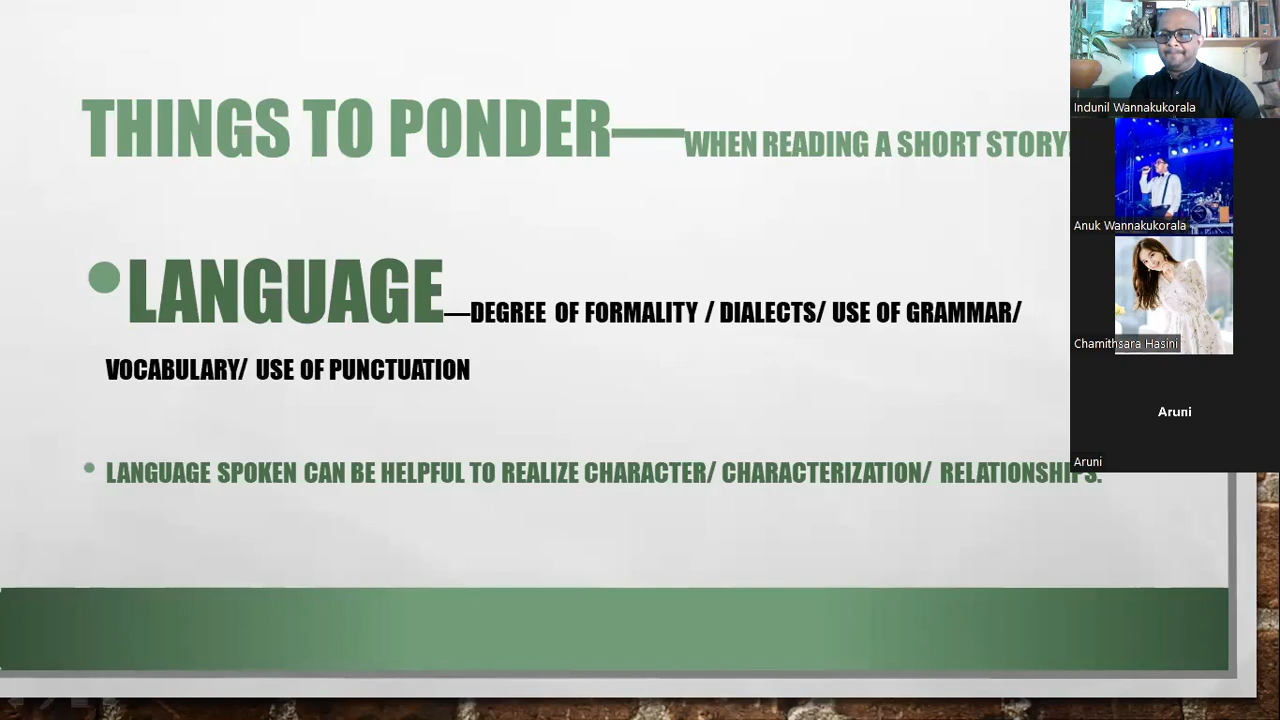 THINGS TO PONDER—WHEN READING A SHORT STORY!
•LANGUAGE—DEGREE OF FORMALITY / DIALECTS/ USE OF GRAMMAR/
VOCABULARY/ USE OF PUNCTUATION
• LANGUAGE SPOKEN CAN BE HELPFUL TO REALIZE CHARACTER/ CHARACTERIZATION/ RELATIONSHIPS.
Indunil Wannakukorala
Anuk Wannakukorala
Chamithsara Hasini
Aruni
Aruni